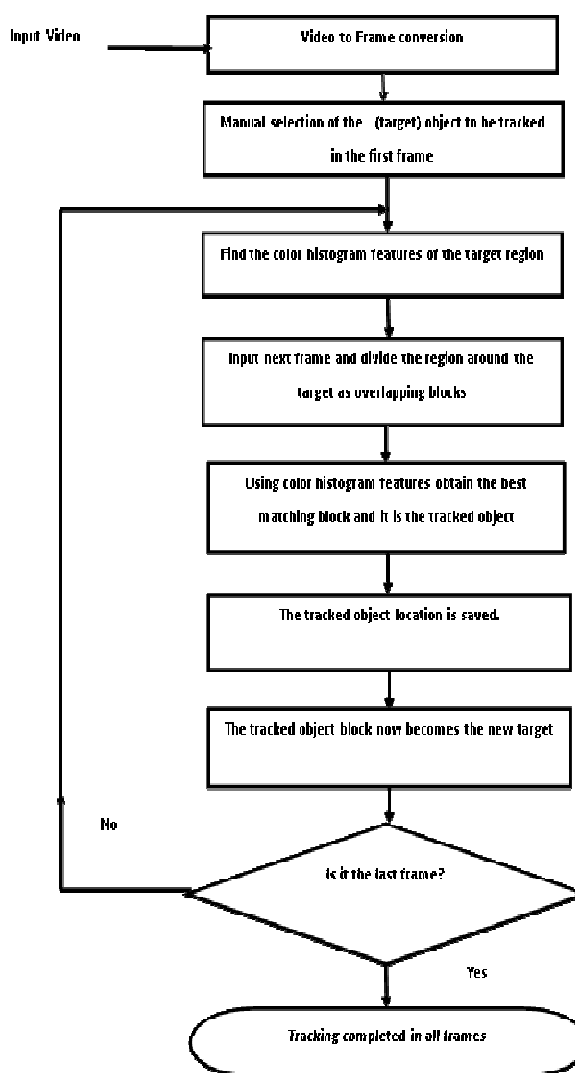 Input Video
Video to Frame conversion
Manual selection of the (target) object to be tracked
in the first frame
Find the color histogram features of the target region
Input next frame and divide the region around the
target as overlapping blocks
Using color histogram features obtain the best
matching block and it is the tracked object
The tracked object location is saved.
The tracked object block now becomes the new target
No
Is it the last frame?
Yes
Tracking completed in all frames